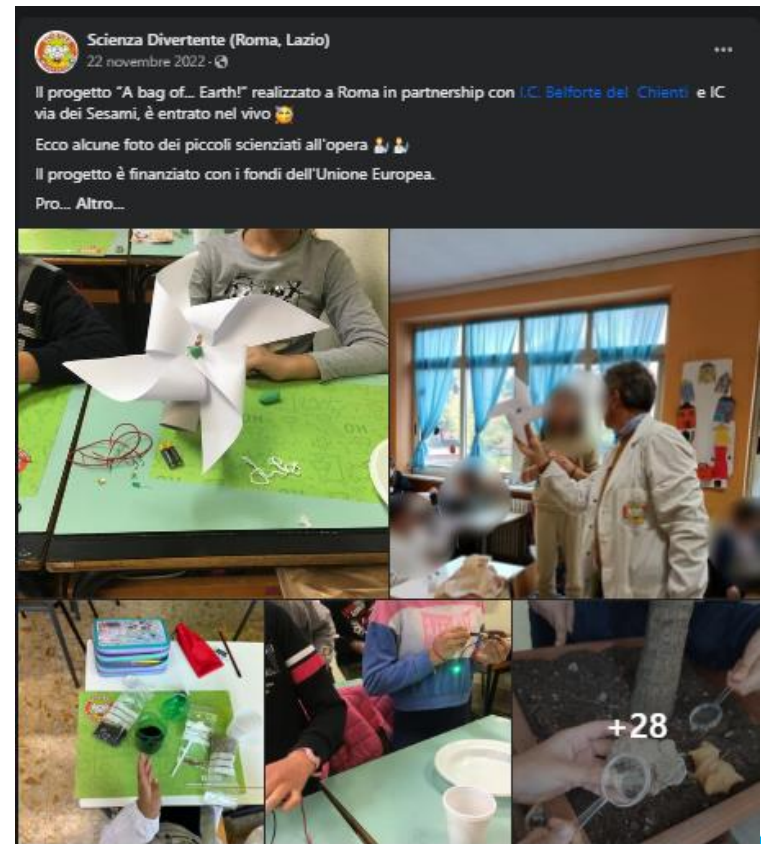 Scienza Divertente (Roma, Lazio)
22 novembre 2022 ·
Il progetto "A bag of... Earth!" realizzato a Roma in partnership con I.C. Belforte del Chienti e IC
via dei Sesami, è entrato nel vivo 🥰
Ecco alcune foto dei piccoli scienziati all'opera
Il progetto è finanziato con i fondi dell'Unione Europea.
Pro... Altro...
+28